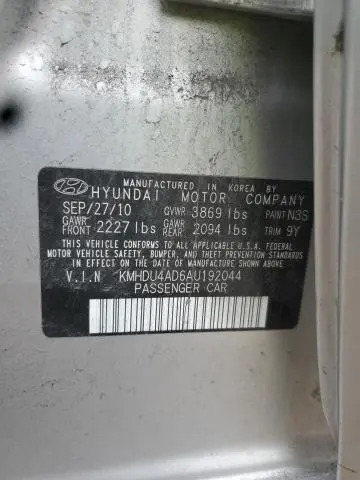 MANUFACTURED IN KOREA BY
HYUNDAI MOTOR COMPANY
SEP/27/10 GVWR 3869 lbs PAINT N3S
GAWR FRONT 2227 lbs GAWR REAR 2094 lbs TRIM 9Y
THIS VEHICLE CONFORMS TO ALL APPLICABLE U.S.A. FEDERAL
MOTOR VEHICLE SAFETY, BUMPER, AND THEFT PREVENTION STANDARDS
IN EFFECT ON THE DATE OF MANUFACTURE SHOWN ABOVE.
V.I.N KMHDU4AD6AU192044
PASSENGER CAR